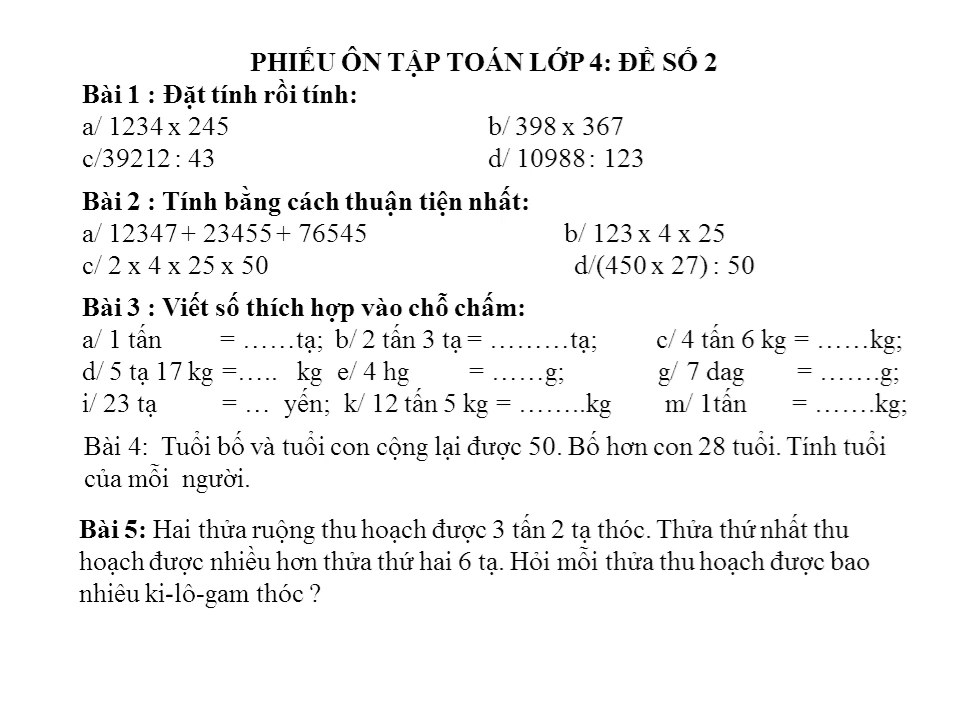 PHIẾU ÔN TẬP TOÁN LỚP 4: ĐỀ SỐ 2
Bài 1 : Đặt tính rồi tính:
a/ 1234 x 245 b/ 398 x 367
c/39212 : 43 d/ 10988 : 123
Bài 2 : Tính bằng cách thuận tiện nhất:
a/ 12347 + 23455 + 76545 b/ 123 x 4 x 25
c/ 2 x 4 x 25 x 50 d/(450 x 27) : 50
Bài 3 : Viết số thích hợp vào chỗ chấm:
a/ 1 tấn = ……tạ; b/ 2 tấn 3 tạ = ………tạ; c/ 4 tấn 6 kg = ……kg;
d/ 5 tạ 17 kg =….. kg e/ 4 hg = ……g; g/ 7 dag = …….g;
i/ 23 tạ = … yến; k/ 12 tấn 5 kg = ……..kg m/ 1tấn = …….kg;
Bài 4: Tuổi bố và tuổi con cộng lại được 50. Bố hơn con 28 tuổi. Tính tuổi
của mỗi người.
Bài 5: Hai thửa ruộng thu hoạch được 3 tấn 2 tạ thóc. Thửa thứ nhất thu
hoạch được nhiều hơn thửa thứ hai 6 tạ. Hỏi mỗi thửa thu hoạch được bao
nhiêu ki-lô-gam thóc ?